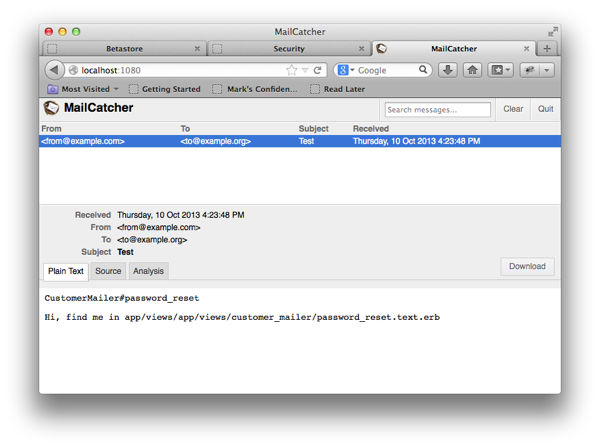 MailCatcher
Betastore Security MailCatcher
localhost:1080 Google
Most Visited Getting Started Mark's Confiden... Read Later
MailCatcher Search messages... Clear Quit
From To Subject Received
<from@example.com> <to@example.org> Test Thursday, 10 Oct 2013 4:23:48 PM
Received Thursday, 10 Oct 2013 4:23:48 PM
From <from@example.com>
To <to@example.org>
Subject Test
Plain Text Source Analysis Download
CustomerMailer#password_reset
Hi, find me in app/views/app/views/customer_mailer/password_reset.text.erb